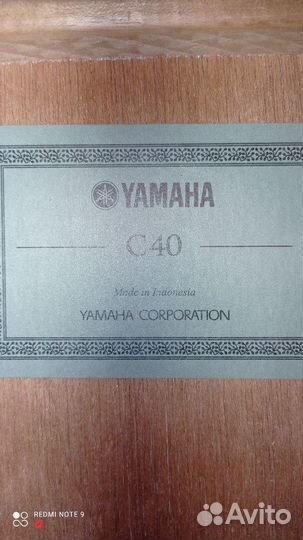 YAMAHA
C40
Made in Indonesia
YAMAHA CORPORATION
REDMI NOTE 9
Avito